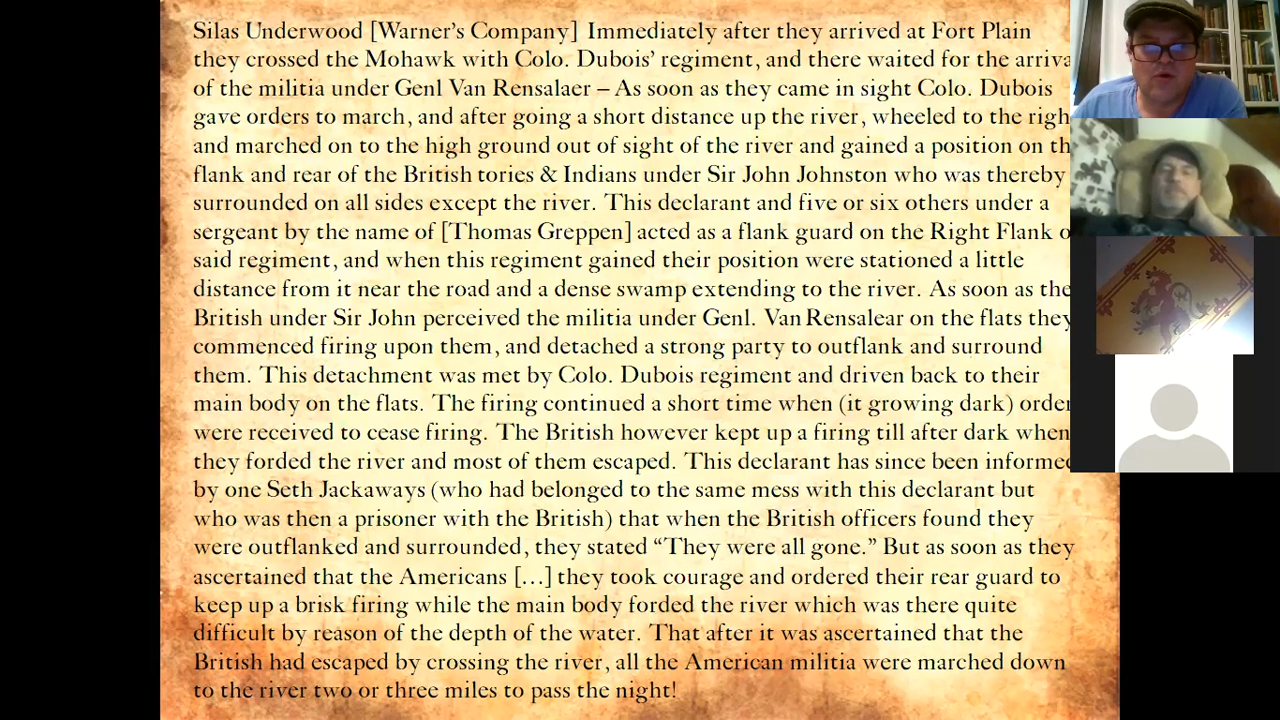 Silas Underwood [Warner's Company] Immediately after they arrived at Fort Plain
they crossed the Mohawk with Colo. Dubois' regiment, and there waited for the arriva
of the militia under Genl Van Rensalaer – As soon as they came in sight Colo. Dubois
gave orders to march, and after going a short distance up the river, wheeled to the righ
and marched on to the high ground out of sight of the river and gained a position on th
flank and rear of the British tories & Indians under Sir John Johnston who was thereby
surrounded on all sides except the river. This declarant and five or six others under a
sergeant by the name of [Thomas Greppen] acted as a flank guard on the Right Flank o
said regiment, and when this regiment gained their position were stationed a little
distance from it near the road and a dense swamp extending to the river. As soon as the
British under Sir John perceived the militia under Genl. Van Rensalear on the flats they
commenced firing upon them, and detached a strong party to outflank and surround
them. This detachment was met by Colo. Dubois regiment and driven back to their
main body on the flats. The firing continued a short time when (it growing dark) order
were received to cease firing. The British however kept up a firing till after dark when
they forded the river and most of them escaped. This declarant has since been informed
by one Seth Jackaways (who had belonged to the same mess with this declarant but
who was then a prisoner with the British) that when the British officers found they
were outflanked and surrounded, they stated “They were all gone.” But as soon as they
ascertained that the Americans […] they took courage and ordered their rear guard to
keep up a brisk firing while the main body forded the river which was there quite
difficult by reason of the depth of the water. That after it was ascertained that the
British had escaped by crossing the river, all the American militia were marched down
to the river two or three miles to pass the night!